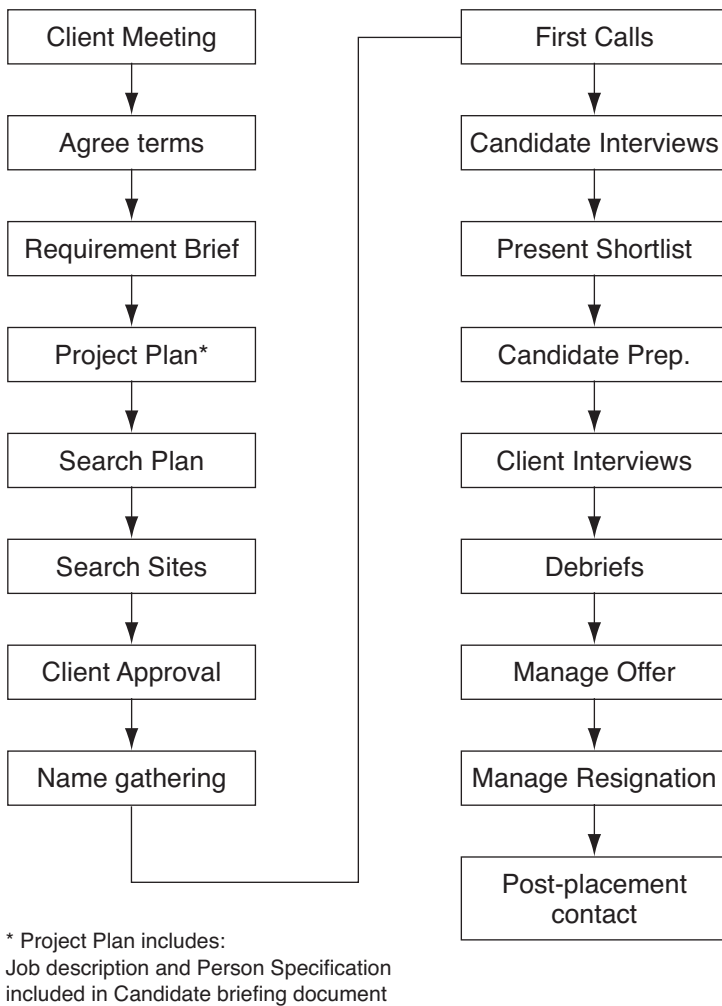 Client Meeting
Agree terms
Requirement Brief
Project Plan*
Search Plan
Search Sites
Client Approval
Name gathering
First Calls
Candidate Interviews
Present Shortlist
Candidate Prep.
Client Interviews
Debriefs
Manage Offer
Manage Resignation
Post-placement
contact
* Project Plan includes:
Job description and Person Specification
included in Candidate briefing document